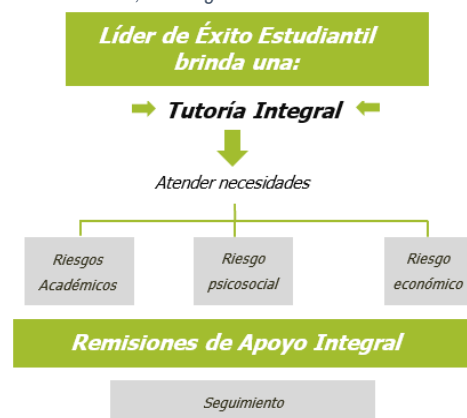 Líder de Éxito Estudiantil
brinda una:
Tutoría Integral
Atender necesidades
Riesgos
Académicos
Riesgo
psicosocial
Riesgo
económico
Remisiones de Apoyo Integral
Seguimiento